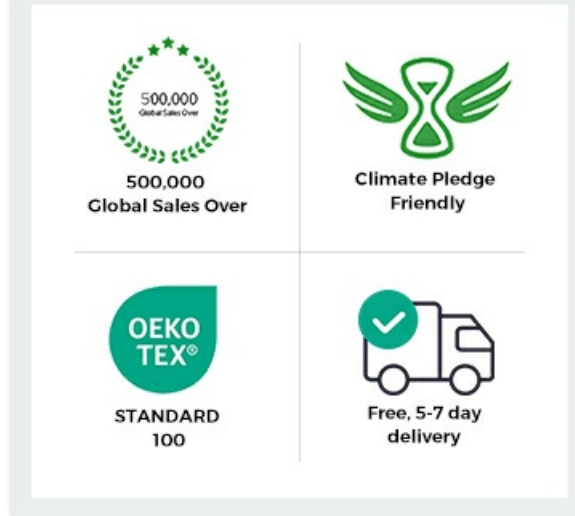 500,000
Global Sales Over
500,000
Global Sales Over
Climate Pledge
Friendly
OEKO
TEX®
STANDARD
100
Free, 5-7 day
delivery